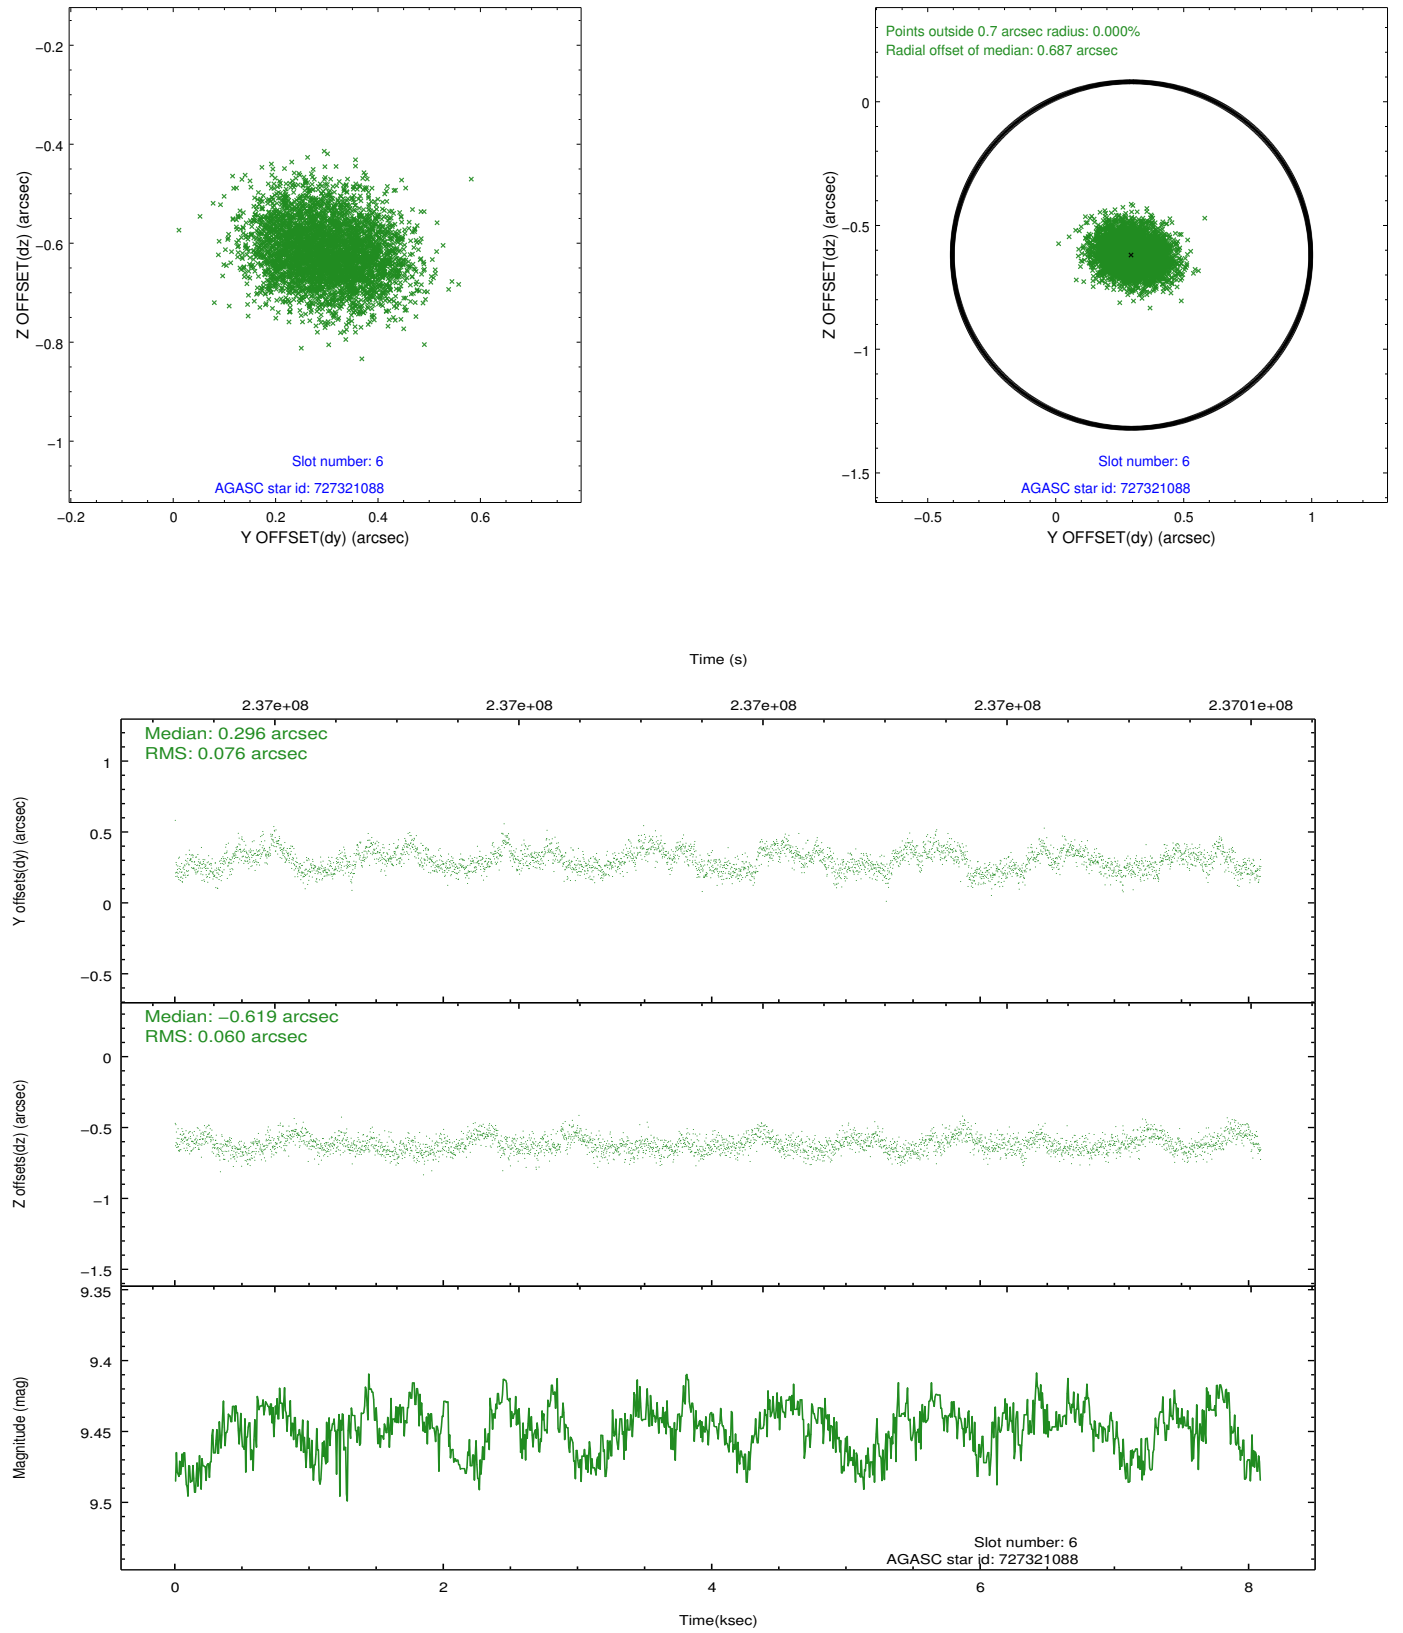 −0.2
−0.4
−0.6
−0.8
−1
−0.2 0 0.2 0.4 0.6
Y OFFSET(dy) (arcsec)
Z OFFSET(dz) (arcsec)
Slot number: 6
AGASC star id: 727321088
Points outside 0.7 arcsec radius: 0.000%
Radial offset of median: 0.687 arcsec
0
−0.5
−1
−1.5
−0.5 0 0.5 1
Y OFFSET(dy) (arcsec)
Z OFFSET(dz) (arcsec)
Slot number: 6
AGASC star id: 727321088
Time (s)
2.37e+08 2.37e+08 2.37e+08 2.37e+08 2.3701e+08
Median: 0.296 arcsec
RMS: 0.076 arcsec
1
0.5
0
−0.5
Y offsets(dy) (arcsec)
Median: −0.619 arcsec
RMS: 0.060 arcsec
0
−0.5
−1
−1.5
Z offsets(dz) (arcsec)
9.35
9.4
9.45
9.5
Magnitude (mag)
Slot number: 6
AGASC star id: 727321088
0 2 4 6 8
Time(ksec)